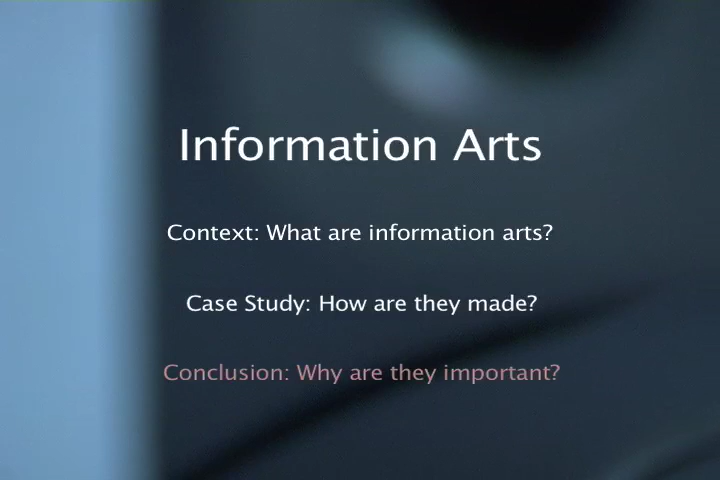 Information Arts
Context: What are information arts?
Case Study: How are they made?
Conclusion: Why are they important?